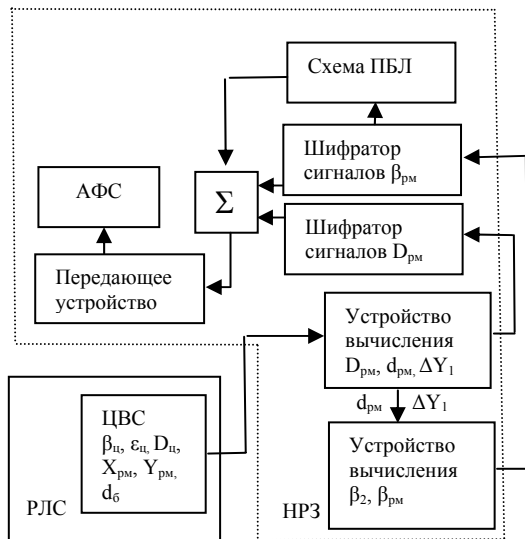 Схема ПБЛ
Шифратор
сигналов βрм
АФС
Σ
Шифратор
сигналов Dрм
Передающее
устройство
Устройство
вычисления
Dрм, dрм, ΔY1
dрм ΔY1
ЦВС
βц, εц, Dц,
Xрм, Yрм,
dб
РЛС
НРЗ
Устройство
вычисления
β2, βрм